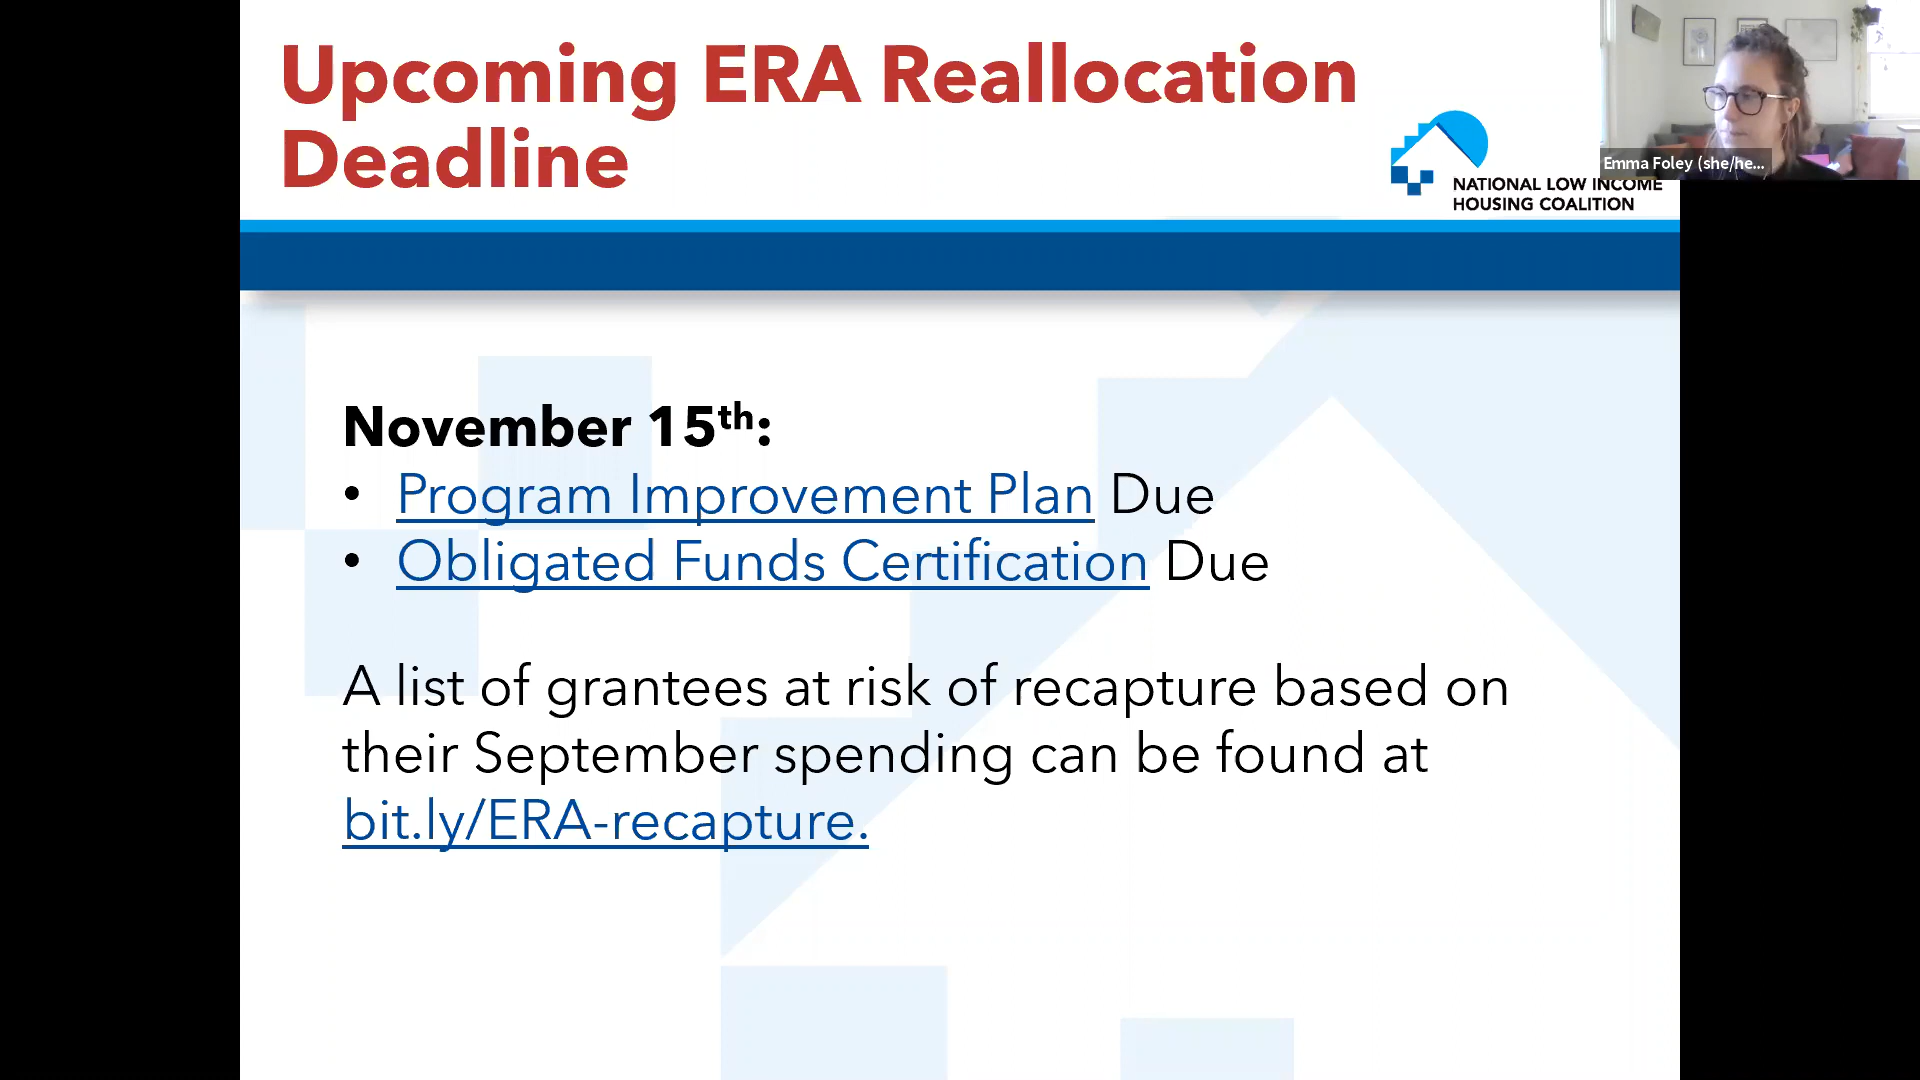 Upcoming ERA Reallocation
Deadline
NATIONAL LOW INCOME
HOUSING COALITION
Emma Foley (she/he...
November 15th:
• Program Improvement Plan Due
• Obligated Funds Certification Due
A list of grantees at risk of recapture based on
their September spending can be found at
bit.ly/ERA-recapture.